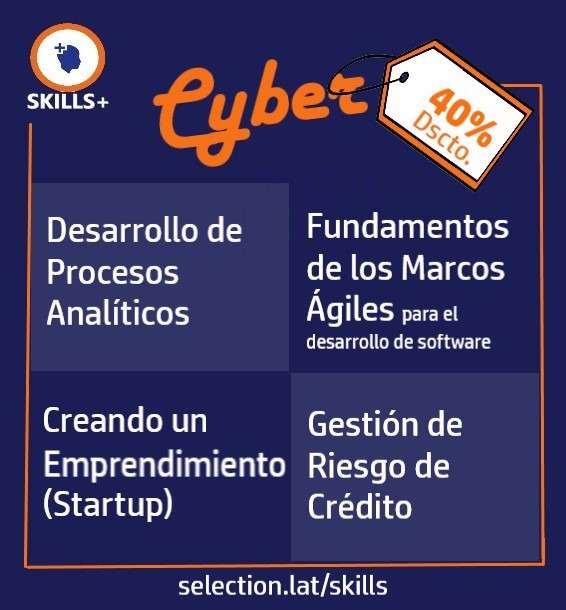 SKILLS+
Cyber
40%
Dscto.
Desarrollo de
Procesos
Analíticos
Fundamentos
de los Marcos
Ágiles para el
desarrollo de software
Creando un
Emprendimiento
(Startup)
Gestión de
Riesgo de
Crédito
selection.lat/skills